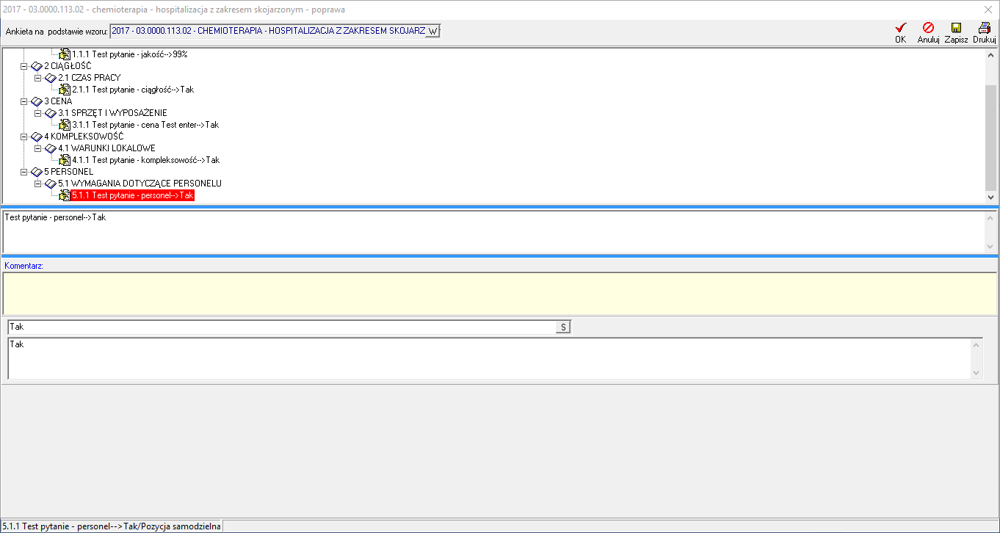 2017 - 03.0000.113.02 - chemioterapia - hospitalizacja z zakresem skojarzonym - poprawa
Ankieta na podstawie wzoru: 2017 - 03.0000.113.02 - CHEMIOTERAPIA - HOSPITALIZACJA Z ZAKRESEM SKOJARZ W
OK Anuluj Zapisz Drukuj
1.1.1 Test pytanie - jakość-->99%
2 CIĄGŁOŚĆ
2.1 CZAS PRACY
2.1.1 Test pytanie - ciągłość-->Tak
3 CENA
3.1 SPRZĘT I WYPOSAŻENIE
3.1.1 Test pytanie - cena Test enter-->Tak
4 KOMPLEKSOWOŚĆ
4.1 WARUNKI LOKALOWE
4.1.1 Test pytanie - kompleksowość-->Tak
5 PERSONEL
5.1 WYMAGANIA DOTYCZĄCE PERSONELU
5.1.1 Test pytanie - personel-->Tak
Test pytanie - personel-->Tak
Komentarz:
Tak S
Tak
5.1.1 Test pytanie - personel-->Tak/Pozycja samodzielna